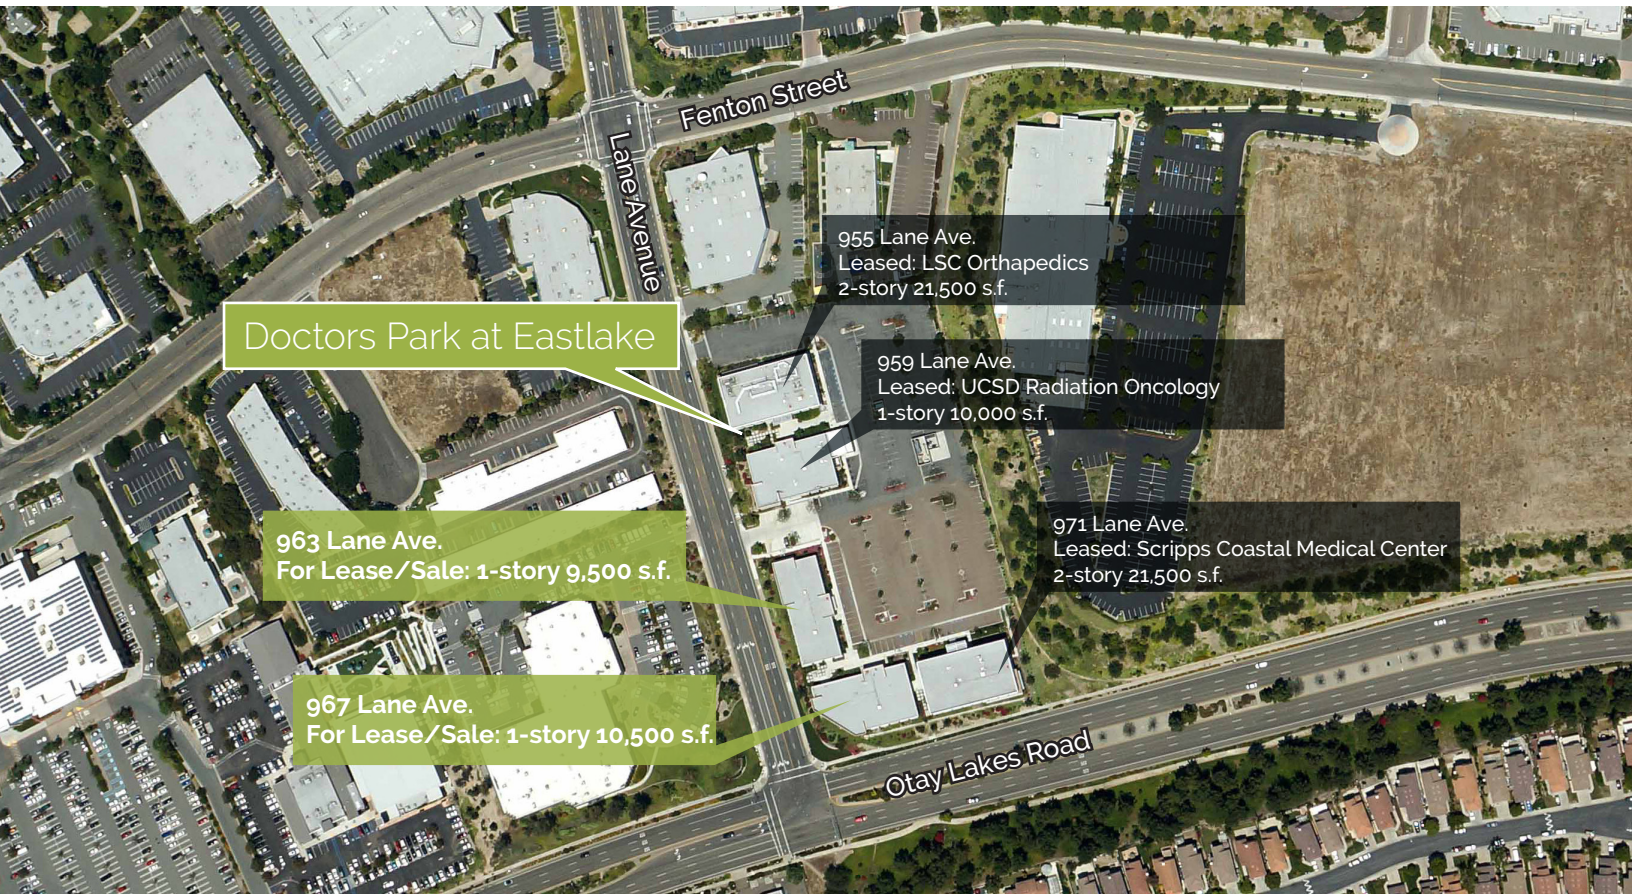 Fenton Street
Lane Avenue
955 Lane Ave.
Leased: LSC Orthapedics
2-story 21,500 s.f.
Doctors Park at Eastlake
959 Lane Ave.
Leased: UCSD Radiation Oncology
1-story 10,000 s.f.
963 Lane Ave.
For Lease/Sale: 1-story 9,500 s.f.
971 Lane Ave.
Leased: Scripps Coastal Medical Center
2-story 21,500 s.f.
967 Lane Ave.
For Lease/Sale: 1-story 10,500 s.f.
Otay Lakes Road